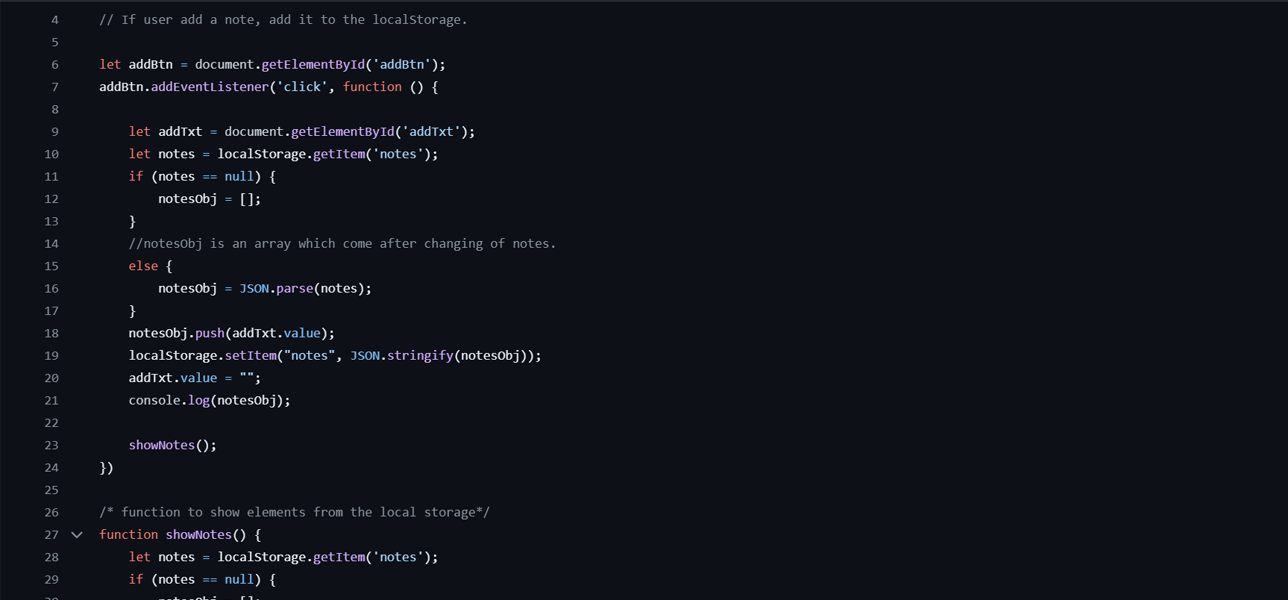 4 // If user add a note, add it to the localStorage.
5
6 let addBtn = document.getElementById('addBtn');
7 addBtn.addEventListener('click', function () {
8
9 let addTxt = document.getElementById('addTxt');
10 let notes = localStorage.getItem('notes');
11 if (notes == null) {
12 notesObj = [];
13 }
14 //notesObj is an array which come after changing of notes.
15 else {
16 notesObj = JSON.parse(notes);
17 }
18 notesObj.push(addTxt.value);
19 localStorage.setItem("notes", JSON.stringify(notesObj));
20 addTxt.value = "";
21 console.log(notesObj);
22
23 showNotes();
24 })
25
26 /* function to show elements from the local storage*/
27 function showNotes() {
28 let notes = localStorage.getItem('notes');
29 if (notes == null) {